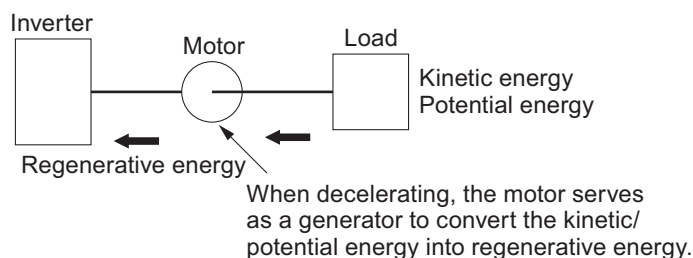 Inverter
Motor
Load
Kinetic energy
Potential energy
Regenerative energy
When decelerating, the motor serves
as a generator to convert the kinetic/
potential energy into regenerative energy.